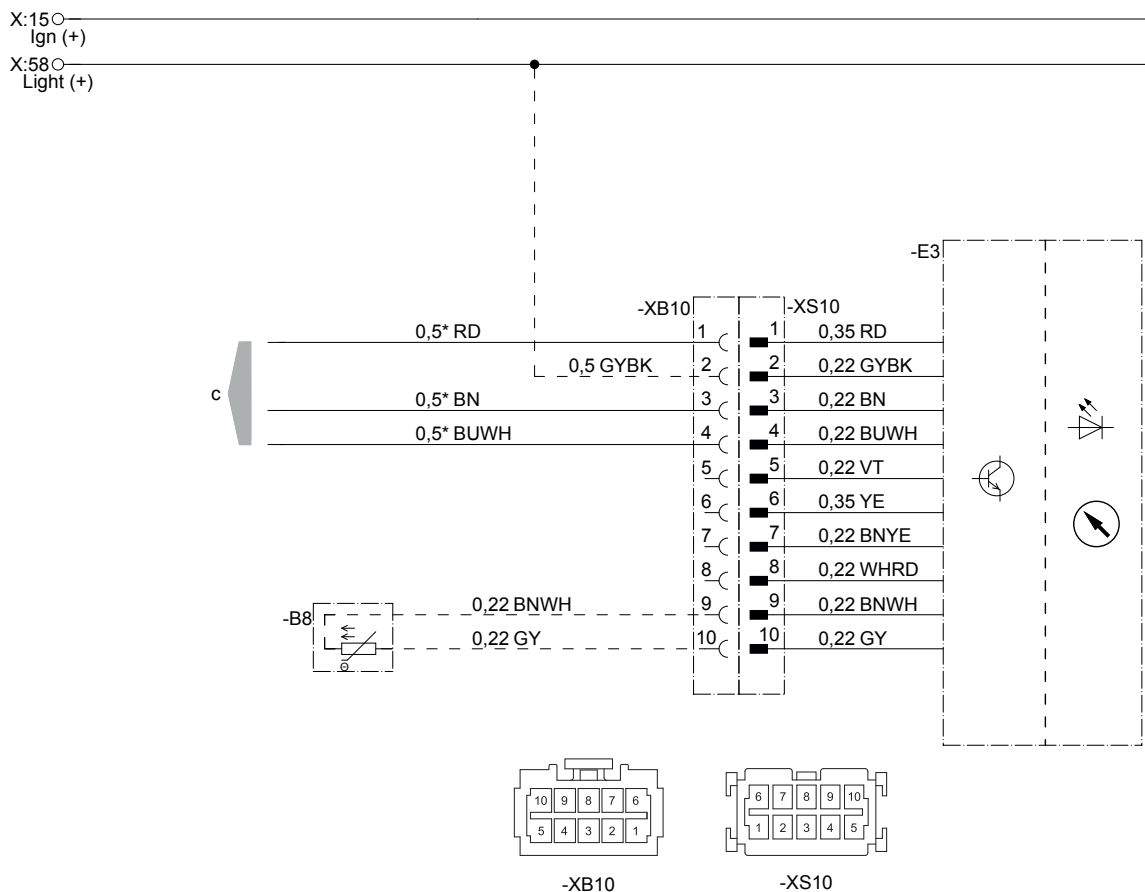 X:15
Ign (+)
X:58
Light (+)
-E3
-XB10 -XS10
0,5* RD 1 1 0,35 RD
0,5 GYBK 2 2 0,22 GYBK
c
0,5* BN 3 3 0,22 BN
0,5* BUWH 4 4 0,22 BUWH
5 5 0,22 VT
6 6 0,35 YE
7 7 0,22 BNYE
8 8 0,22 WHRD
-B8 0,22 BNWH 9 9 0,22 BNWH
0,22 GY 10 10 0,22 GY
10 9 8 7 6
5 4 3 2 1
6 7 8 9 10
1 2 3 4 5
-XB10
-XS10